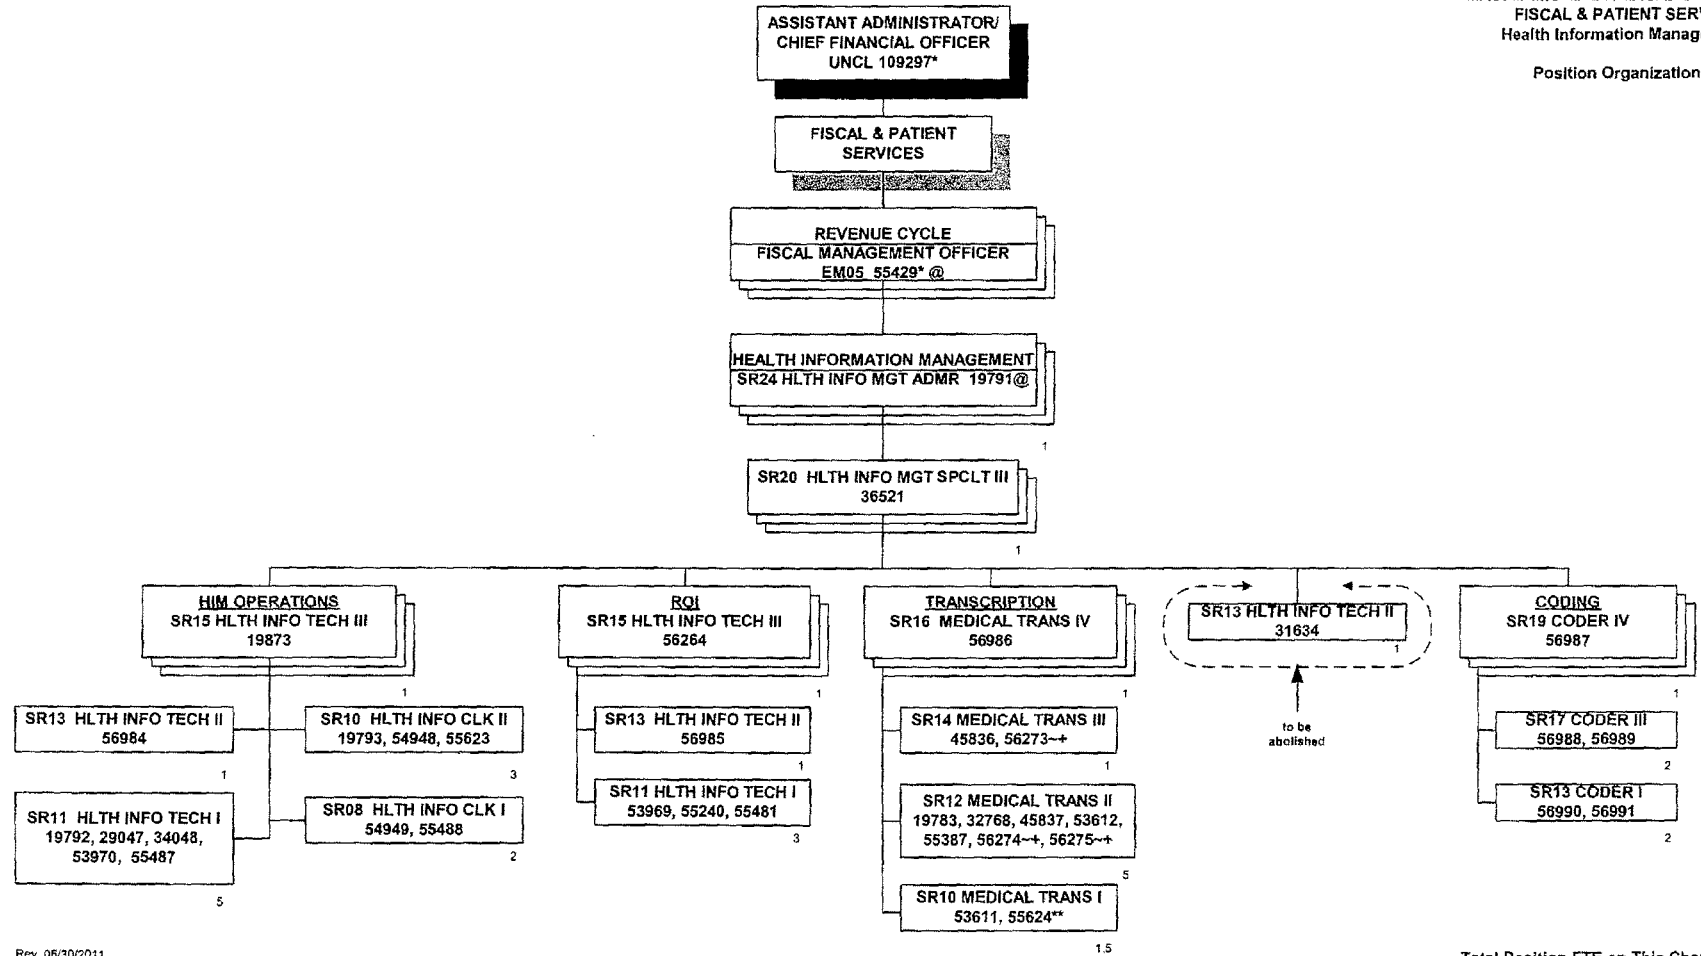 ASSISTANT ADMINISTRATOR/
CHIEF FINANCIAL OFFICER
UNCL 109297*
FISCAL & PATIENT SER
Health Information Manag
Position Organization
FISCAL & PATIENT
SERVICES
REVENUE CYCLE
FISCAL MANAGEMENT OFFICER
EM05 55429* @
HEALTH INFORMATION MANAGEMENT
SR24 HLTH INFO MGT ADMR 19791@
1
SR20 HLTH INFO MGT SPCLT III
36521
1
HIM OPERATIONS
SR15 HLTH INFO TECH III
19873
1
SR13 HLTH INFO TECH II
56984
1
SR10 HLTH INFO CLK II
19793, 54948, 55623
3
SR11 HLTH INFO TECH I
19792, 29047, 34048,
53970, 55487
5
SR08 HLTH INFO CLK I
54949, 55488
2
ROI
SR15 HLTH INFO TECH III
56264
1
SR13 HLTH INFO TECH II
56985
1
SR11 HLTH INFO TECH I
53969, 55240, 55481
3
TRANSCRIPTION
SR16 MEDICAL TRANS IV
56986
1
SR14 MEDICAL TRANS III
45836, 56273~+
1
SR12 MEDICAL TRANS II
19783, 32768, 45837, 53612,
55387, 56274~+, 56275~+
5
SR10 MEDICAL TRANS I
53611, 55624**
1.5
SR13 HLTH INFO TECH II
31634
1
to be
abolished
CODING
SR19 CODER IV
56987
1
SR17 CODER III
56988, 56989
2
SR13 CODER I
56990, 56991
2
Rev. 06/30/2011
Total Position FTE on This Cha